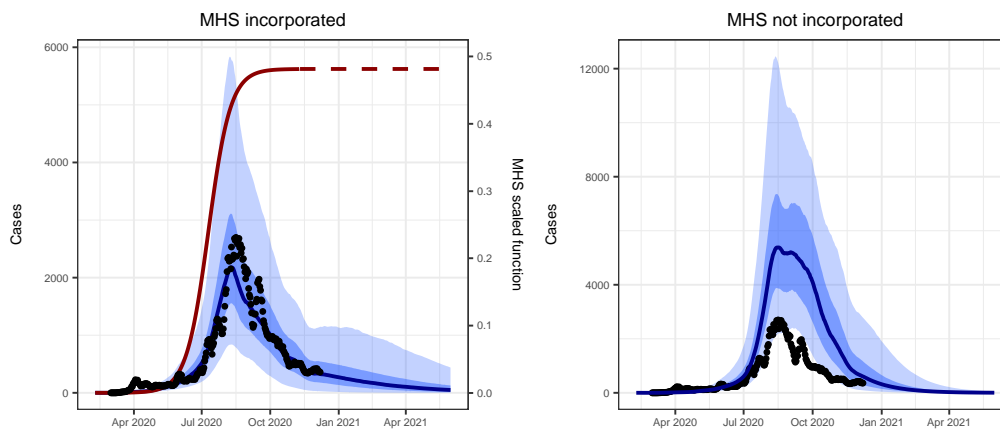 MHS incorporated
6000
4000
2000
0
Cases
0.5
0.4
0.3
0.2
0.1
0.0
MHS scaled function
Apr 2020
Jul 2020
Oct 2020
Jan 2021
Apr 2021
MHS not incorporated
12000
8000
4000
0
Cases
Apr 2020
Jul 2020
Oct 2020
Jan 2021
Apr 2021